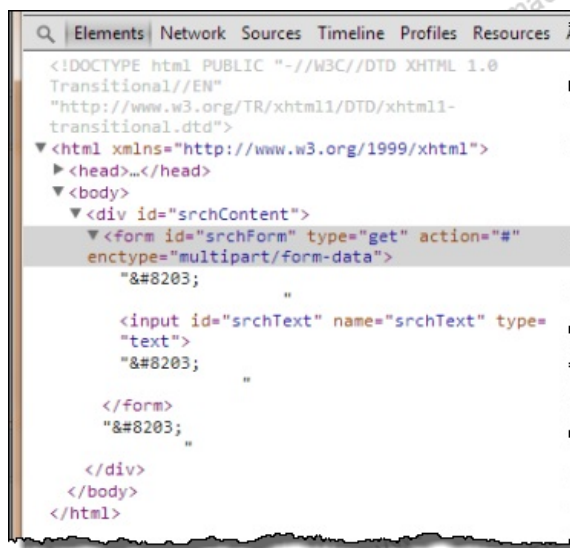 Elements Network Sources Timeline Profiles Resources
<!DOCTYPE html PUBLIC "-//W3C//DTD XHTML 1.0
Transitional//EN"
"http://www.w3.org/TR/xhtml1/DTD/xhtml1-
transitional.dtd">
▼<html xmlns="http://www.w3.org/1999/xhtml">
▶<head>…</head>
▼<body>
▼<div id="srchContent">
▼<form id="srchForm" type="get" action="#"
enctype="multipart/form-data">
"&#8203;
"
<input id="srchText" name="srchText" type=
"text">
"&#8203;
"
</form>
"&#8203;
"
</div>
</body>
</html>